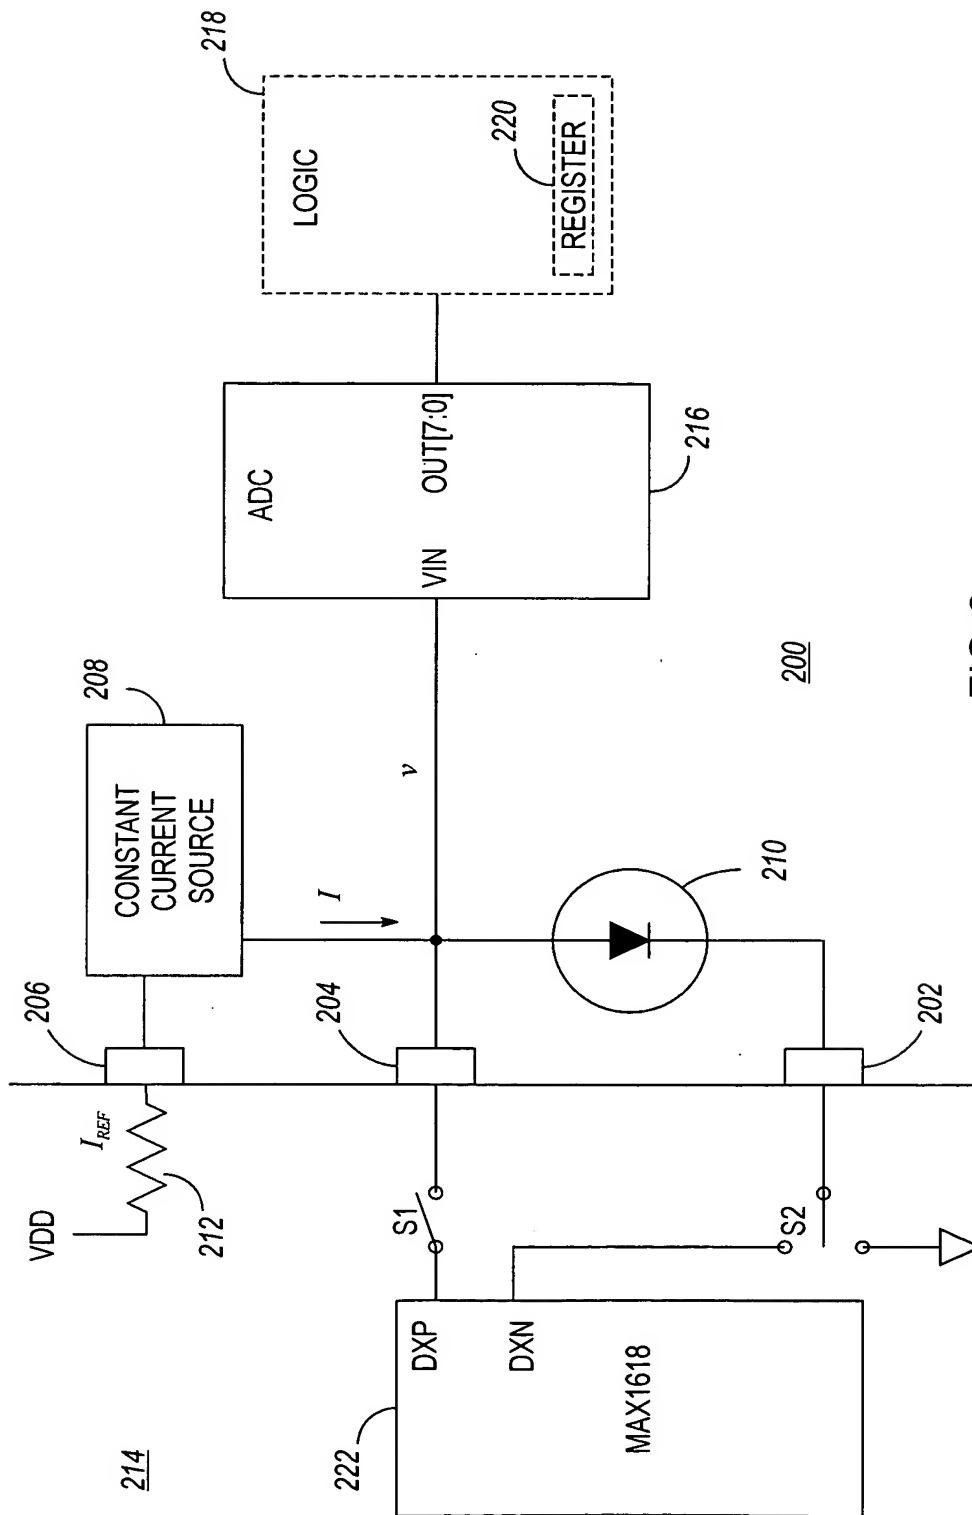 218
LOGIC
220
REGISTER
ADC
VIN
OUT[7:0]
216
208
CONSTANT
CURRENT
SOURCE
I
v
200
210
206
204
202
VDD
I_REF
212
S1
S2
214
222
DXP
DXN
MAX1618